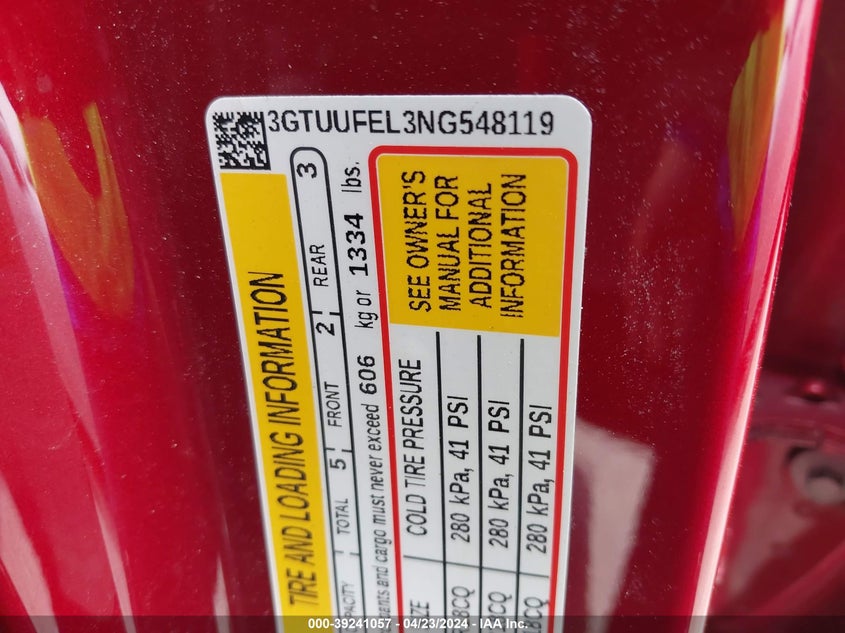 3GTUUFEL3NG548119
TIRE AND LOADING INFORMATION
TOTAL 5 FRONT 2 REAR 3
and cargo must never exceed 606 kg or 1334 lbs.
COLD TIRE PRESSURE
280 kPa, 41 PSI
280 kPa, 41 PSI
280 kPa, 41 PSI
SEE OWNER'S
MANUAL FOR
ADDITIONAL
INFORMATION
000-39241057 - 04/23/2024 - IAA Inc.